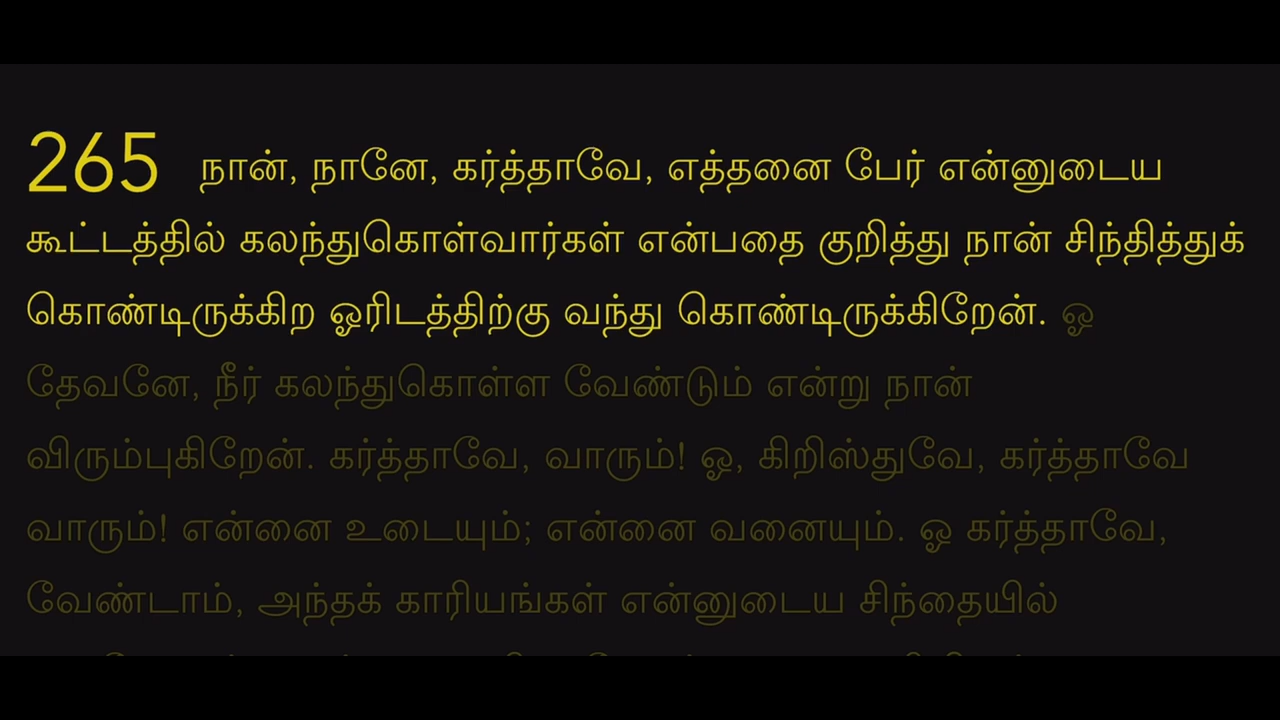 265 நான், நானே, கர்த்தாவே, எத்தனை பேர் என்னுடைய
கூட்டத்தில் கலந்துகொள்வார்கள் என்பதை குறித்து நான் சிந்தித்துக்
கொண்டிருக்கிற ஓரிடத்திற்கு வந்து கொண்டிருக்கிறேன். ஓ
தேவனே, நீர் கலந்துகொள்ள வேண்டும் என்று நான்
விரும்புகிறேன். கர்த்தாவே, வாரும்! ஓ, கிறிஸ்துவே, கர்த்தாவே
வாரும்! என்னை உடையும்; என்னை வனையும். ஓ கர்த்தாவே,
வேண்டாம், அந்தக் காரியங்கள் என்னுடைய சிந்தையில்